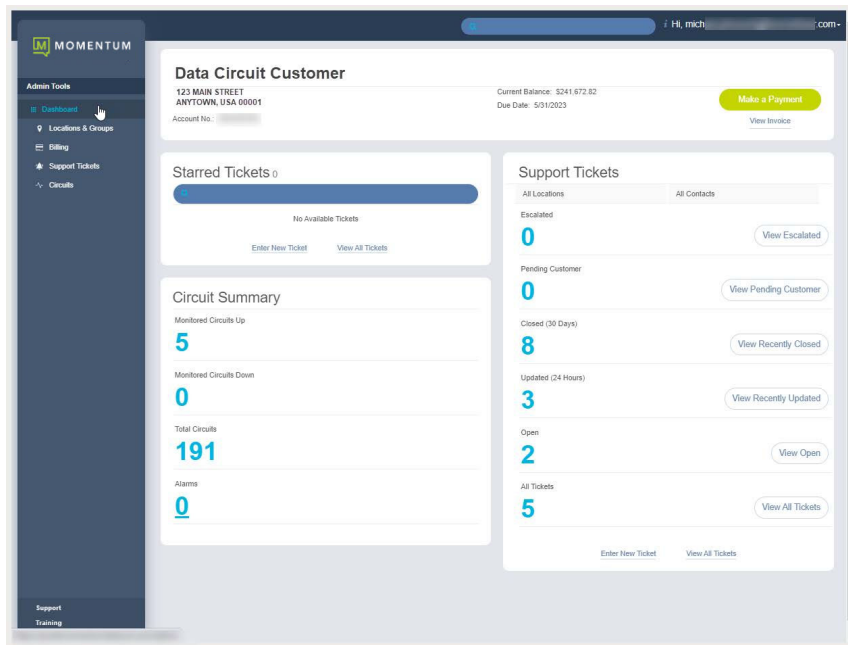 MOMENTUM
Hi, mich
.com
Admin Tools
Dashboard
Locations & Groups
Billing
Support Tickets
Circuits
Support
Training
Data Circuit Customer
123 MAIN STREET
ANYTOWN, USA 00001
Account No.:
Current Balance: $241,672.82
Due Date: 5/31/2023
Make a Payment
View Invoice
Starred Tickets 0
No Available Tickets
Enter New Ticket View All Tickets
Circuit Summary
Monitored Circuits Up
5
Monitored Circuits Down
0
Total Circuits
191
Alarms
0
Support Tickets
All Locations All Contacts
Escalated
0 View Escalated
Pending Customer
0 View Pending Customer
Closed (30 Days)
8 View Recently Closed
Updated (24 Hours)
3 View Recently Updated
Open
2 View Open
All Tickets
5 View All Tickets
Enter New Ticket View All Tickets